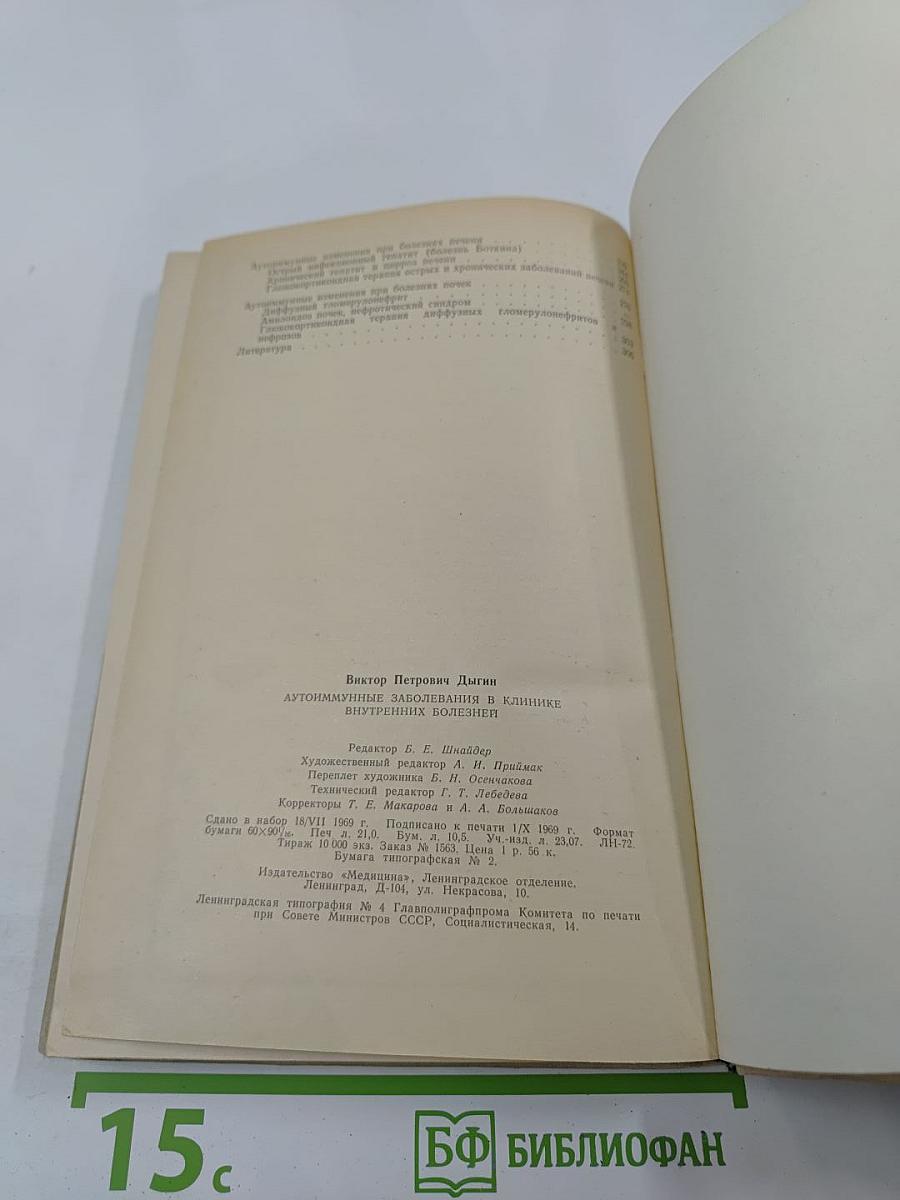 Аутоиммунные изменения при болезнях печени
Острый инфекционный гепатит (болезнь Боткина)
Хронический гепатит и цирроз печени
Глюкокортикоидная терапия острых и хронических заболеваний печени
Аутоиммунные изменения при болезнях почек
Диффузный гломерулонефрит
Амилоидоз почек, нефротический синдром
Глюкокортикоидная терапия диффузных гломерулонефритов и
нефрозов 303
Литература 306
Виктор Петрович Дыгин
АУТОИММУННЫЕ ЗАБОЛЕВАНИЯ В КЛИНИКЕ
ВНУТРЕННИХ БОЛЕЗНЕЙ
Редактор Б. Е. Шнайдер
Художественный редактор А. И. Приймак
Переплет художника Б. Н. Осенчакова
Технический редактор Г. Т. Лебедева
Корректоры Т. Е. Макарова и А. А. Большаков
Сдано в набор 18/VII 1969 г. Подписано к печати 1/X 1969 г. Формат
бумаги 60×90 1/16. Печ л. 21,0. Бум. л. 10,5. Уч.-изд. л. 23,07. ЛН-72.
Тираж 10 000 экз. Заказ № 1563. Цена 1 р. 56 к.
Бумага типографская № 2.
Издательство «Медицина», Ленинградское отделение,
Ленинград, Д-104, ул. Некрасова, 10.
Ленинградская типография № 4 Главполиграфпрома Комитета по печати
при Совете Министров СССР, Социалистическая, 14.
15 с
БФ БИБЛИОФАН